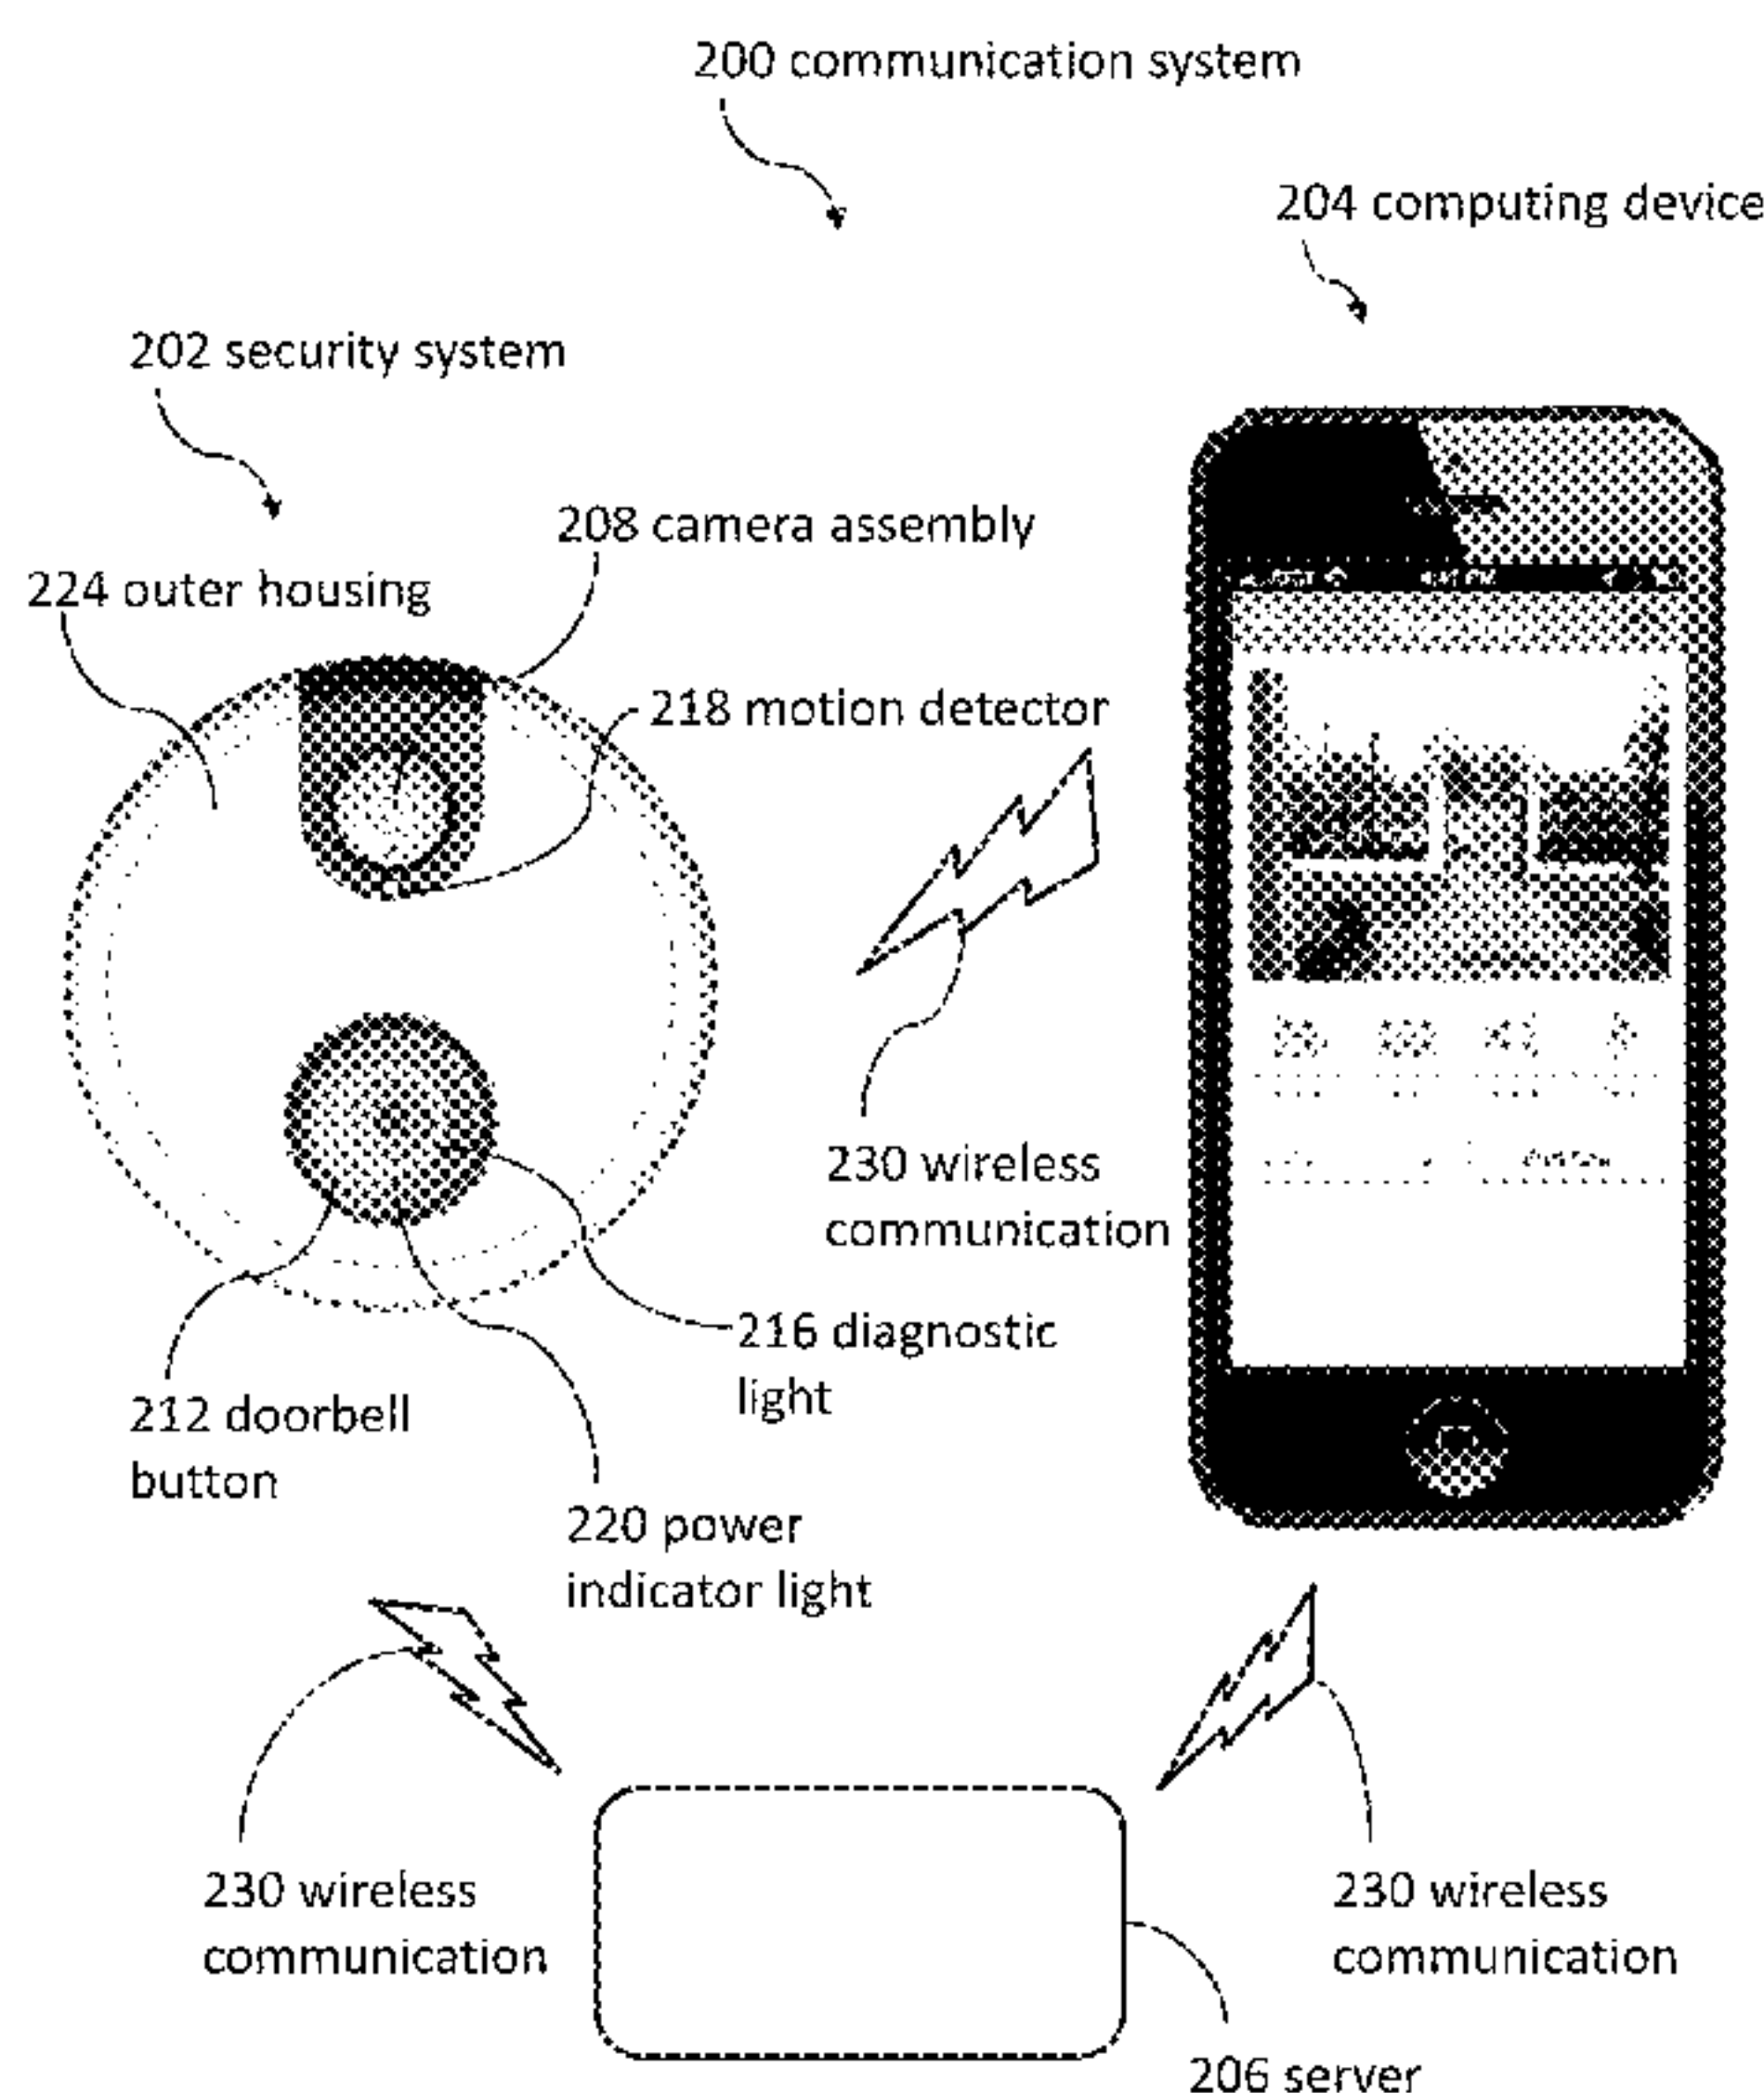 200 communication system
204 computing device
202 security system
208 camera assembly
224 outer housing
218 motion detector
230 wireless
communication
216 diagnostic
light
212 doorbell
button
220 power
indicator light
230 wireless
communication
230 wireless
communication
206 server